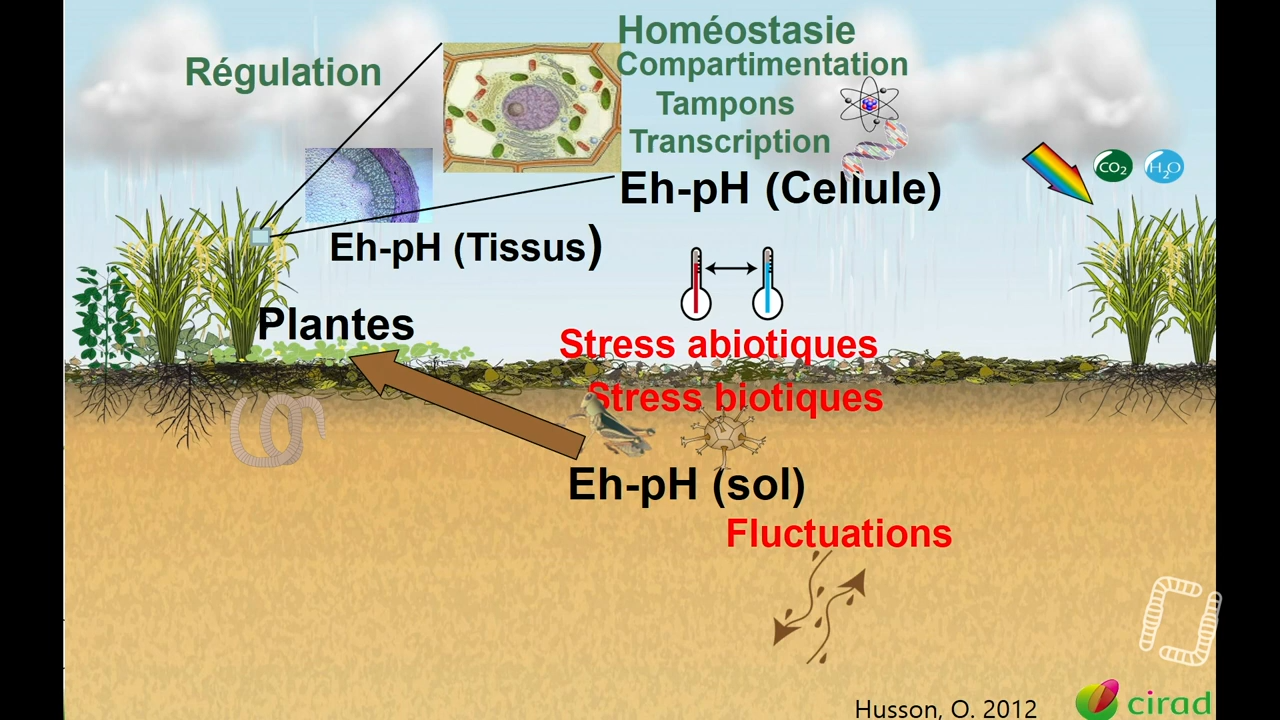 Homéostasie
Régulation
Compartimentation
Tampons
Transcription
CO2
H2O
Eh-pH (Cellule)
Eh-pH (Tissus)
Plantes
Stress abiotiques
Stress biotiques
Eh-pH (sol)
Fluctuations
Husson, O. 2012
cirad